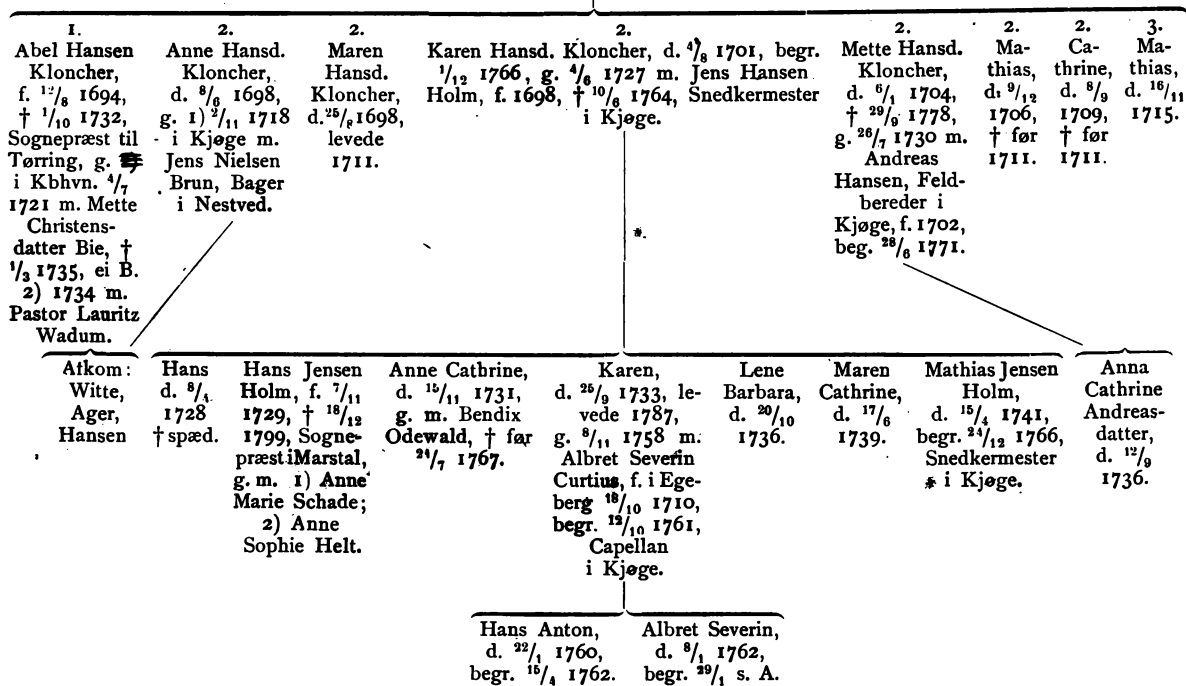 1.
Abel Hansen
Kloncher,
f. 12/8 1694,
† 1/10 1732,
Sognepræst til
Tørring, g.
i Kbhvn. 4/7
1721 m. Mette
Christens-
datter Bie, †
1/3 1735, ei B.
2) 1734 m.
Pastor Lauritz
Wadum.
2.
Anne Hansd.
Kloncher,
d. 8/6 1698,
g. 1) 2/11 1718
i Kjøge m.
Jens Nielsen
Brun, Bager
i Nestved.
2.
Maren
Hansd.
Kloncher,
1698,
levede
1711.
2.
Karen Hansd. Kloncher, d. 4/8 1701, begr.
1/12 1766, g. 4/6 1727 m. Jens Hansen
Holm, f. 1698, † 10/6 1764, Snedkermester
i Kjøge.
2.
Mette Hansd.
Kloncher,
d. 6/1 1704,
† 29/9 1778,
g. 26/7 1730 m.
Andreas
Hansen, Feld-
bereder i
Kjøge, f. 1702,
beg. 28/6 1771.
2.
Ma-
thias,
d. 9/12
1706,
† før
1711.
2.
Ca-
thrine,
d. 8/9
1709,
† før
1711.
3.
Ma-
thias,
d. 16/11
1715.
Atkom:
Witte,
Ager,
Hansen
Hans
d. 8/4
1728
† spæd.
Hans Jensen
Holm, f. 7/11
1729, † 18/12
1799, Sogne-
præst i Marstal,
g. m. 1) Anne
Marie Schade;
2) Anne
Sophie Helt.
Anne Cathrine,
d. 15/11 1731,
g. m. Bendix
Odewald, † før
24/7 1767.
Karen,
d. 25/9 1733, le-
vede 1787,
g. 8/11 1758 m.
Albret Severin
Curtius, f. i Ege-
berg 18/10 1710,
begr. 12/10 1761,
Capellan
i Kjøge.
Lene
Barbara,
d. 20/10
1736.
Maren
Cathrine,
d. 17/6
1739.
Mathias Jensen
Holm,
d. 15/4 1741,
begr. 24/12 1766,
Snedkermester
i Kjøge.
Anna
Cathrine
Andreas-
datter,
d. 12/9
1736.
Hans Anton,
d. 22/1 1760,
begr. 15/4 1762.
Albret Severin,
d. 8/1 1762,
begr. 29/1 s. A.